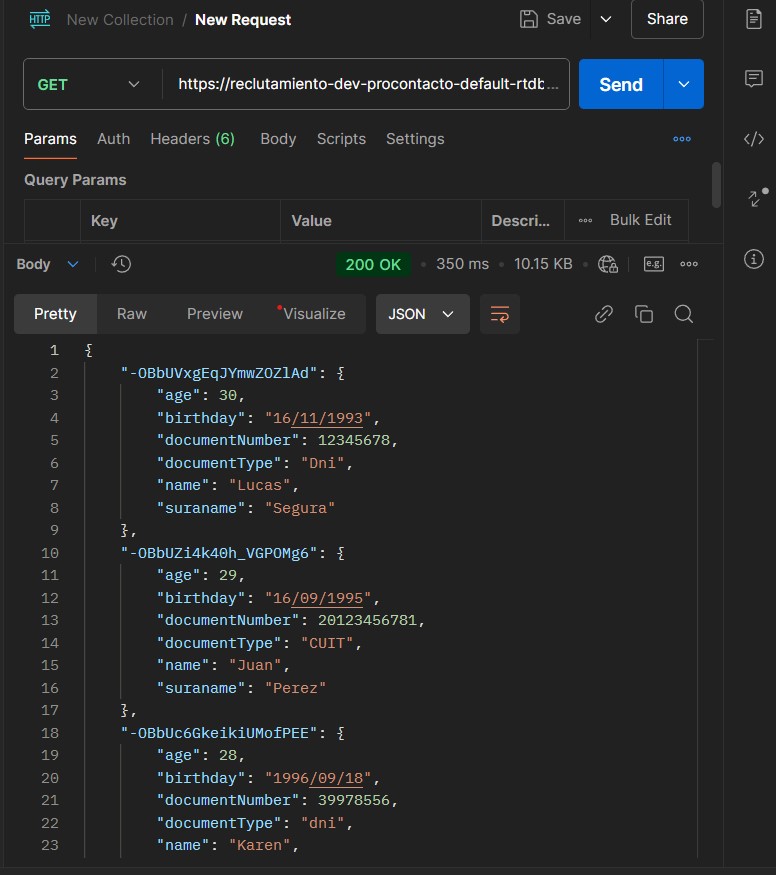 HTTP New Collection / New Request Save Share
GET https://reclutamiento-dev-procontacto-default-rtdb... Send
Params Auth Headers (6) Body Scripts Settings
Query Params
Key Value Descri... Bulk Edit
Body 200 OK 350 ms 10.15 KB e.g.
Pretty Raw Preview Visualize JSON
1 {
2 "-OBbUVxgEqJYmwZOZlAd": {
3 "age": 30,
4 "birthday": "16/11/1993",
5 "documentNumber": 12345678,
6 "documentType": "Dni",
7 "name": "Lucas",
8 "suraname": "Segura"
9 },
10 "-OBbUZi4k40h_VGPOMg6": {
11 "age": 29,
12 "birthday": "16/09/1995",
13 "documentNumber": 20123456781,
14 "documentType": "CUIT",
15 "name": "Juan",
16 "suraname": "Perez"
17 },
18 "-OBbUc6GkeikiUMofPEE": {
19 "age": 28,
20 "birthday": "1996/09/18",
21 "documentNumber": 39978556,
22 "documentType": "dni",
23 "name": "Karen",